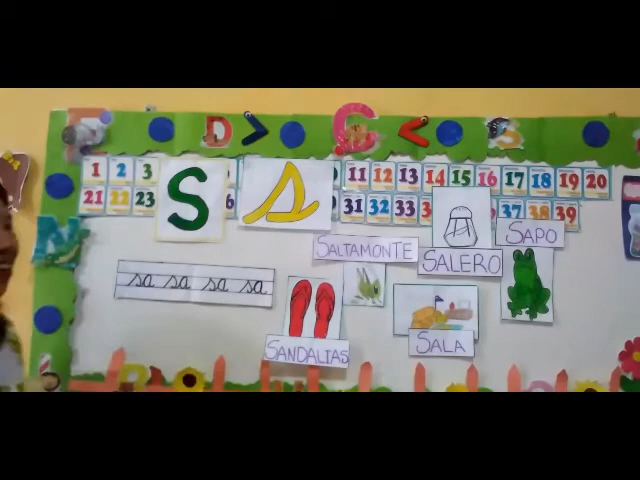 D > C <
1 2 3 11 12 13 14 15 16 17 18 19 20
21 22 23 6 31 32 33 37 38 39
S s
SALTAMONTE SALERO SAPO
sa sa sa sa
SANDALIAS SALA